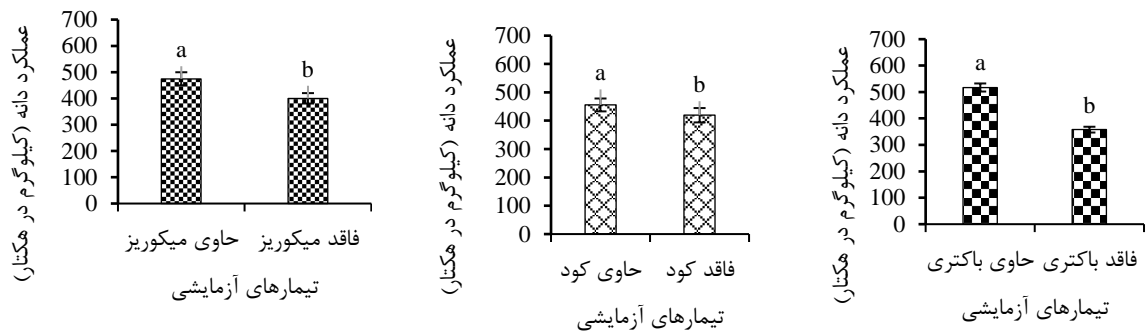 عملکرد دانه (کیلوگرم در هکتار)
700
600
500
400
300
200
100
0
a
b
حاوی میکوریز
فاقد میکوریز
تیمارهای آزمایشی
عملکرد دانه (کیلوگرم در هکتار)
700
600
500
400
300
200
100
0
a
b
حاوی کود
فاقد کود
تیمارهای آزمایشی
عملکرد دانه (کیلوگرم در هکتار)
700
600
500
400
300
200
100
0
a
b
حاوی باکتری
فاقد باکتری
تیمارهای آزمایشی